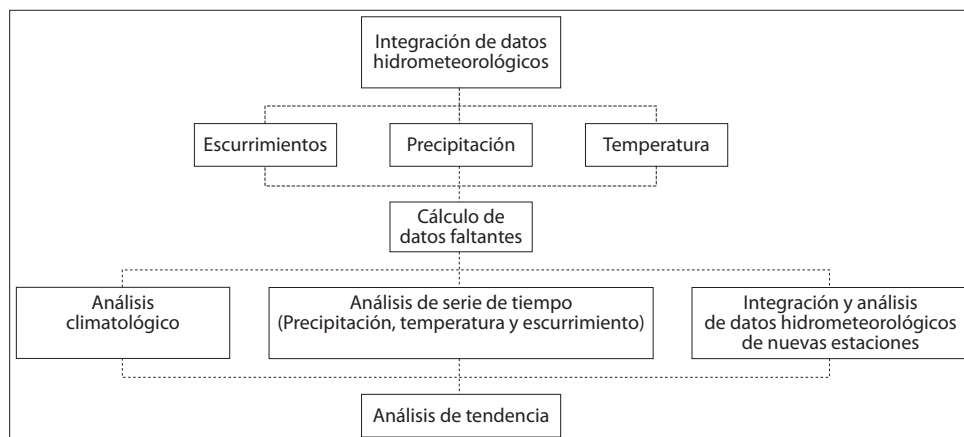 Integración de datos
hidrometeorológicos
Escurrimientos
Precipitación
Temperatura
Cálculo de
datos faltantes
Análisis
climatológico
Análisis de serie de tiempo
(Precipitación, temperatura y escurrimiento)
Integración y análisis
de datos hidrometeorológicos
de nuevas estaciones
Análisis de tendencia